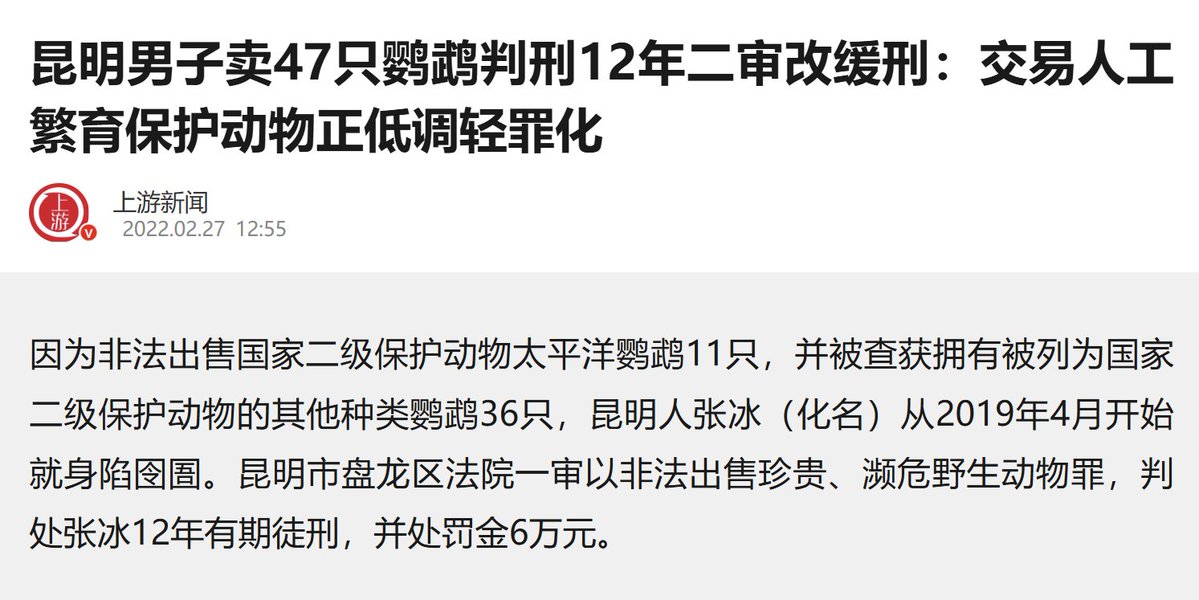 昆明男子卖47只鹦鹉判刑12年二审改缓刑：交易人工
繁育保护动物正低调轻罪化
上游
V
上游新闻
2022.02.27 12:55
因为非法出售国家二级保护动物太平洋鹦鹉11只，并被查获拥有被列为国家
二级保护动物的其他种类鹦鹉36只，昆明人张冰（化名）从2019年4月开始
就身陷囹圄。昆明市盘龙区法院一审以非法出售珍贵、濒危野生动物罪，判
处张冰12年有期徒刑，并处罚金6万元。